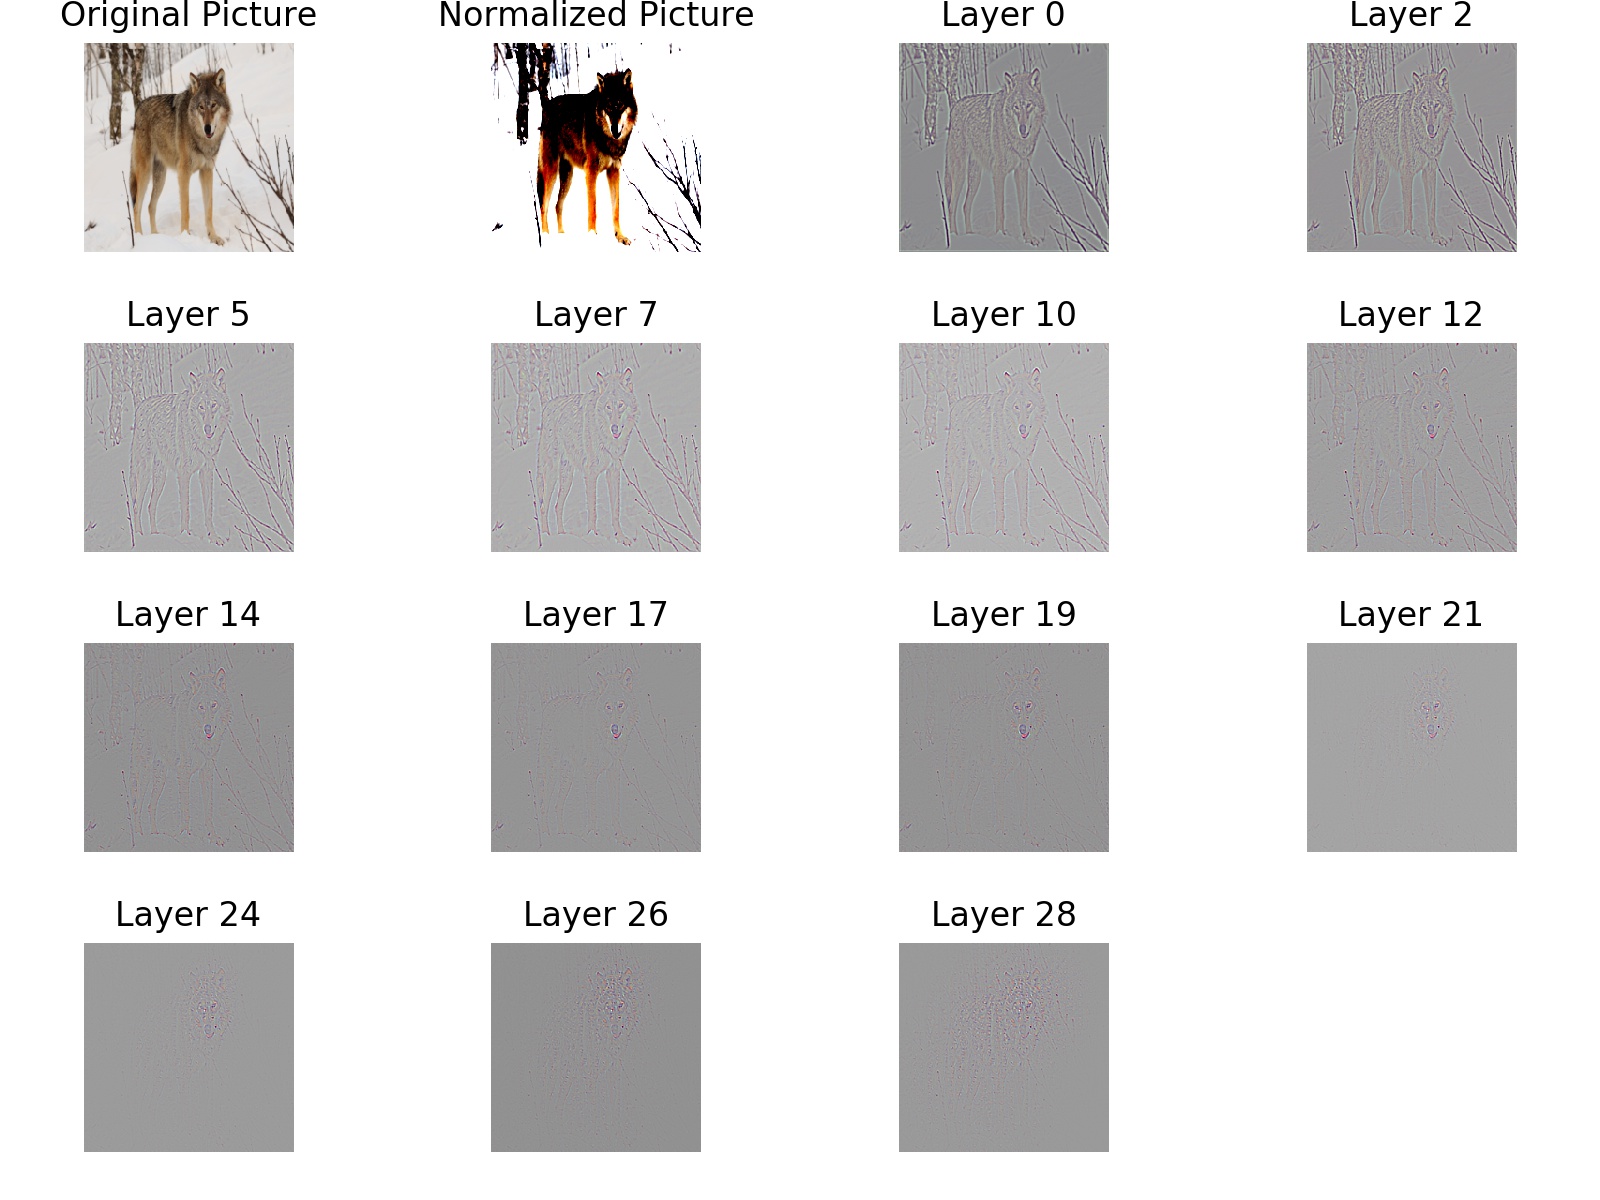 Original Picture
Normalized Picture
Layer 0
Layer 2
Layer 5
Layer 7
Layer 10
Layer 12
Layer 14
Layer 17
Layer 19
Layer 21
Layer 24
Layer 26
Layer 28